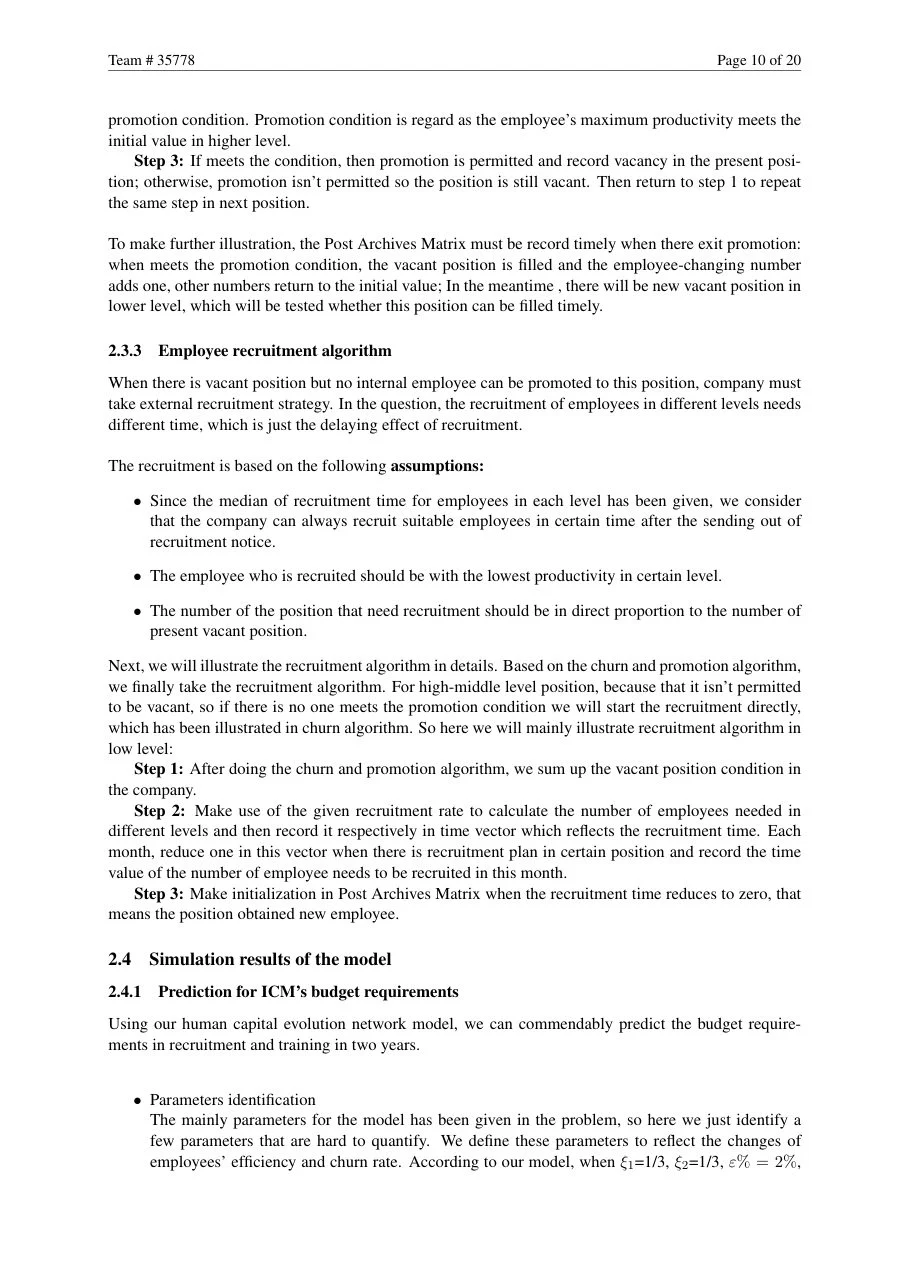 Team # 35778 Page 10 of 20
promotion condition. Promotion condition is regard as the employee's maximum productivity meets the
initial value in higher level.
Step 3: If meets the condition, then promotion is permitted and record vacancy in the present posi-
tion; otherwise, promotion isn't permitted so the position is still vacant. Then return to step 1 to repeat
the same step in next position.
To make further illustration, the Post Archives Matrix must be record timely when there exit promotion:
when meets the promotion condition, the vacant position is filled and the employee-changing number
adds one, other numbers return to the initial value; In the meantime , there will be new vacant position in
lower level, which will be tested whether this position can be filled timely.
2.3.3 Employee recruitment algorithm
When there is vacant position but no internal employee can be promoted to this position, company must
take external recruitment strategy. In the question, the recruitment of employees in different levels needs
different time, which is just the delaying effect of recruitment.
The recruitment is based on the following assumptions:
• Since the median of recruitment time for employees in each level has been given, we consider
that the company can always recruit suitable employees in certain time after the sending out of
recruitment notice.
• The employee who is recruited should be with the lowest productivity in certain level.
• The number of the position that need recruitment should be in direct proportion to the number of
present vacant position.
Next, we will illustrate the recruitment algorithm in details. Based on the churn and promotion algorithm,
we finally take the recruitment algorithm. For high-middle level position, because that it isn't permitted
to be vacant, so if there is no one meets the promotion condition we will start the recruitment directly,
which has been illustrated in churn algorithm. So here we will mainly illustrate recruitment algorithm in
low level:
Step 1: After doing the churn and promotion algorithm, we sum up the vacant position condition in
the company.
Step 2: Make use of the given recruitment rate to calculate the number of employees needed in
different levels and then record it respectively in time vector which reflects the recruitment time. Each
month, reduce one in this vector when there is recruitment plan in certain position and record the time
value of the number of employee needs to be recruited in this month.
Step 3: Make initialization in Post Archives Matrix when the recruitment time reduces to zero, that
means the position obtained new employee.
2.4 Simulation results of the model
2.4.1 Prediction for ICM's budget requirements
Using our human capital evolution network model, we can commendably predict the budget require-
ments in recruitment and training in two years.
• Parameters identification
The mainly parameters for the model has been given in the problem, so here we just identify a
few parameters that are hard to quantify. We define these parameters to reflect the changes of
employees' efficiency and churn rate. According to our model, when ξ₁=1/3, ξ₂=1/3, ε% = 2%,